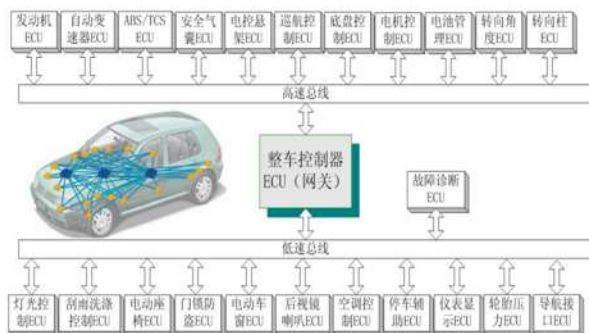 发动机
ECU
自动变
速器ECU
ABS/TCS
ECU
安全气
囊ECU
电控悬
架ECU
巡航控
制ECU
底盘控
制ECU
电机控
制ECU
电池管
理ECU
转向角
度ECU
转向柱
ECU
高速总线
整车控制器
ECU（网关）
故障诊断
ECU
低速总线
灯光控
制ECU
刮雨洗涤
控制ECU
电动座
椅ECU
门锁防
盗ECU
电动车
窗ECU
后视镜
喇叭ECU
空调控
制ECU
停车辅
助ECU
仪表显
示ECU
轮胎压
力ECU
导航接
口ECU